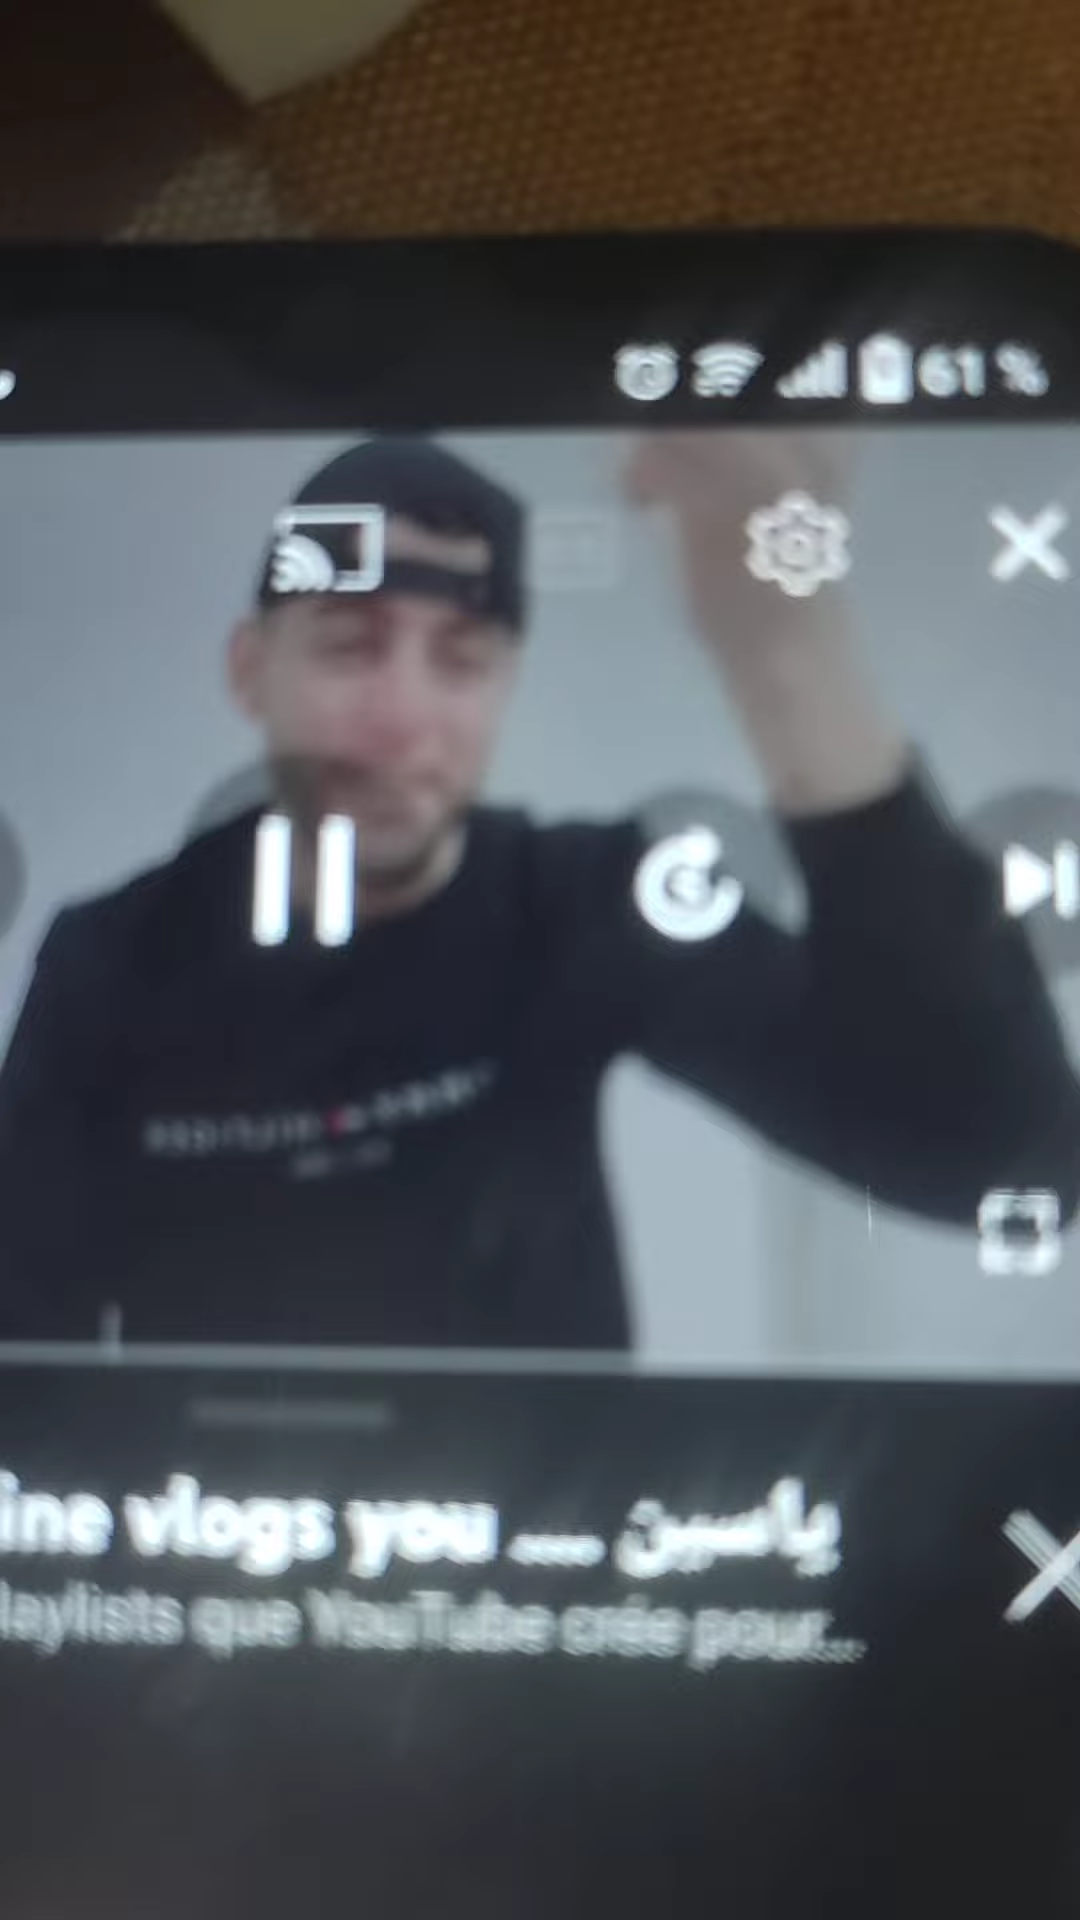 61 %
ine vlogs you .... ياسين
laylists que YouTube crée pour...